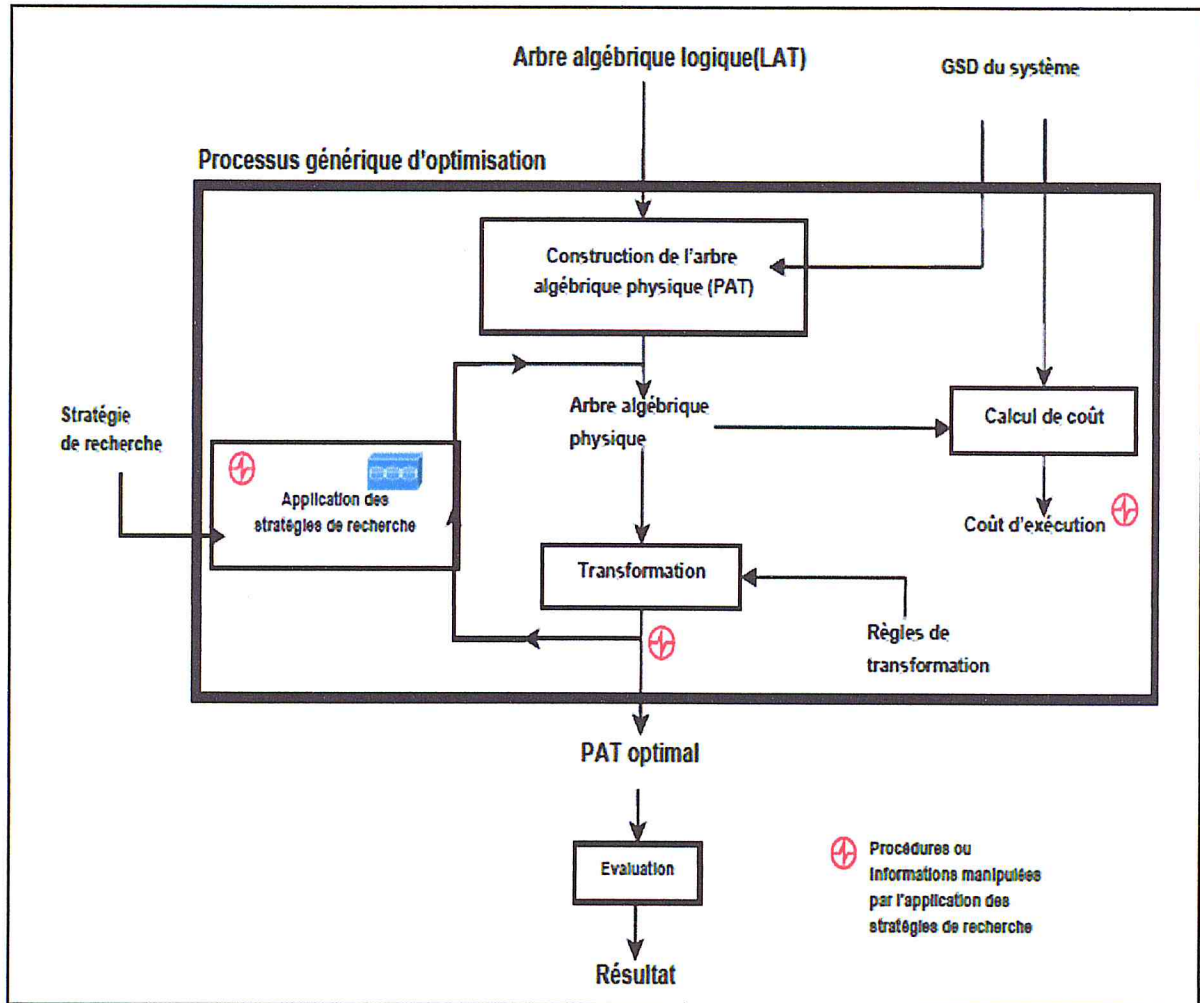 Arbre algébrique logique(LAT)
GSD du système
Processus générique d'optimisation
Construction de l'arbre
algébrique physique (PAT)
Stratégie
de recherche
Arbre algébrique
physique
Calcul de coût
Application des
stratégies de recherche
Coût d'exécution
Transformation
Règles de
transformation
PAT optimal
Evaluation
Procédures ou
Informations manipulées
par l'application des
stratégies de recherche
Résultat